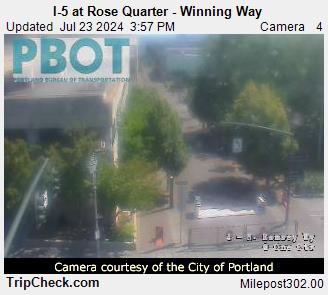 I-5 at Rose Quarter - Winning Way
Updated Jul 23 2024 3:57 PM Camera 4
PBOT
PORTLAND BUREAU OF TRANSPORTATION
Camera courtesy of the City of Portland
TripCheck.com Milepost302.00